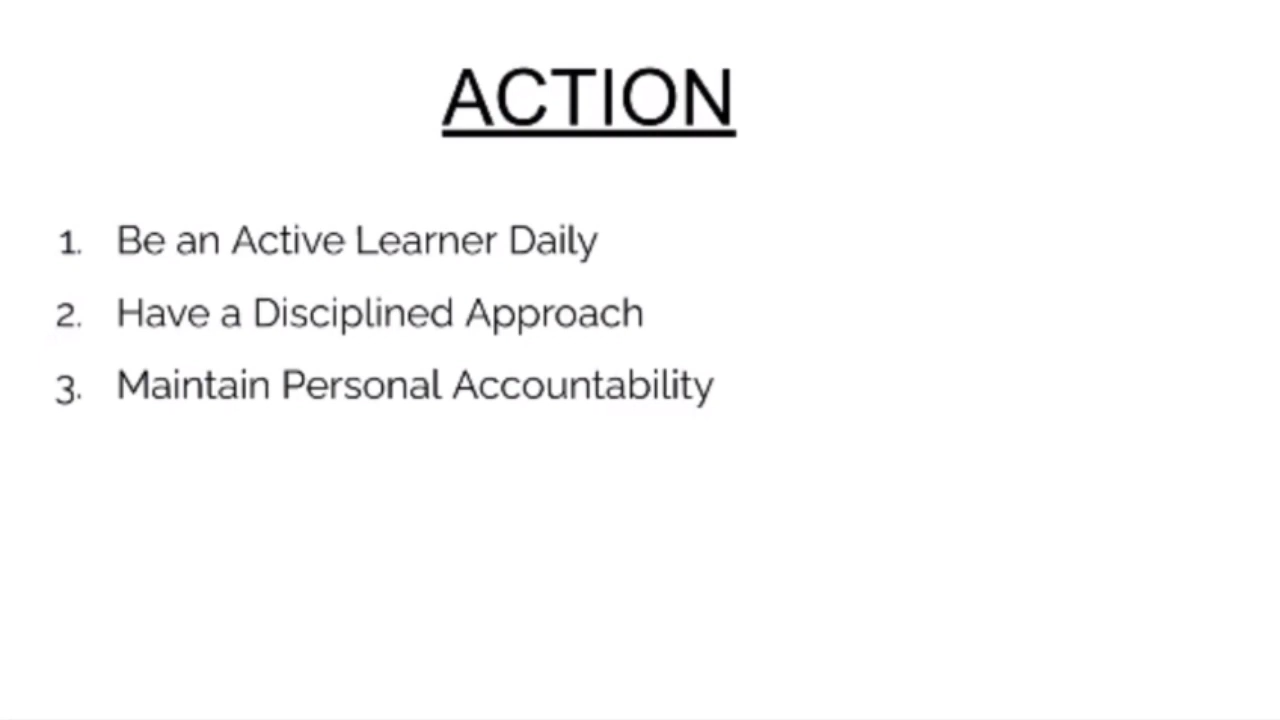 ACTION
1. Be an Active Learner Daily
2. Have a Disciplined Approach
3. Maintain Personal Accountability